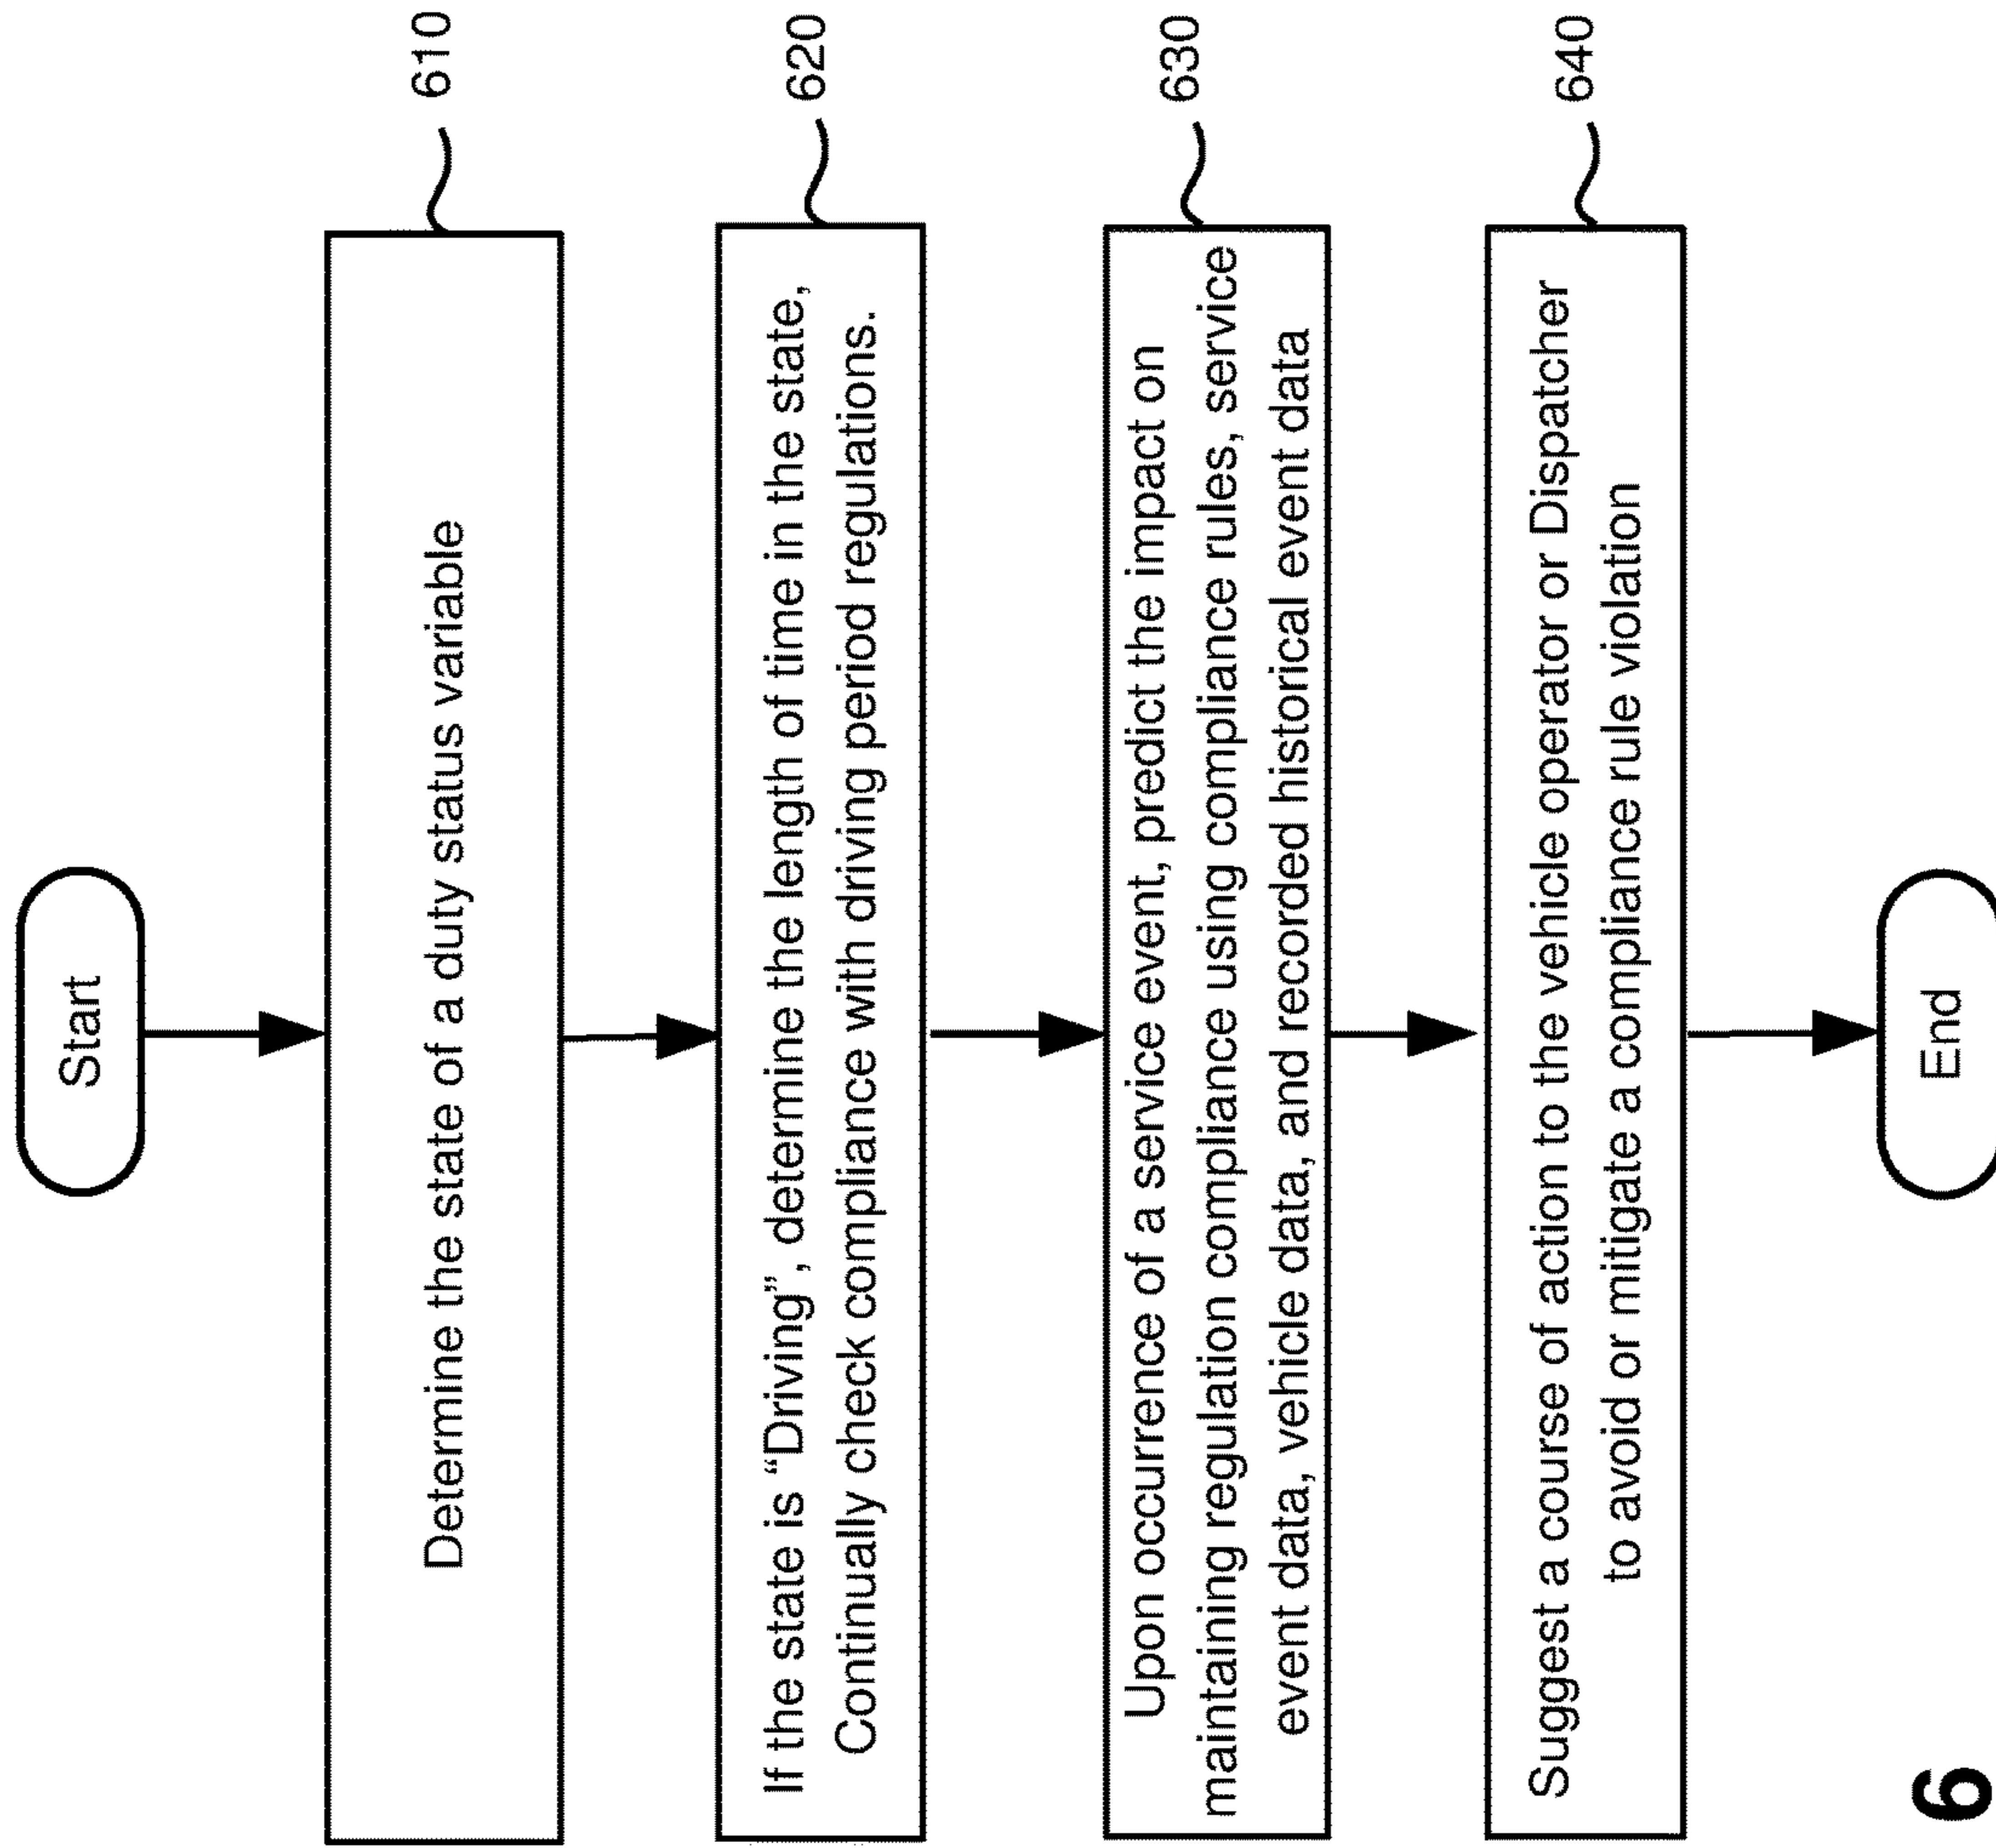 Start
610
Determine the state of a duty status variable
620
If the state is “Driving”, determine the length of time in the state,
Continually check compliance with driving period regulations.
630
Upon occurrence of a service event, predict the impact on
maintaining regulation compliance using compliance rules, service
event data, vehicle data, and recorded historical event data
640
Suggest a course of action to the vehicle operator or Dispatcher
to avoid or mitigate a compliance rule violation
End
6